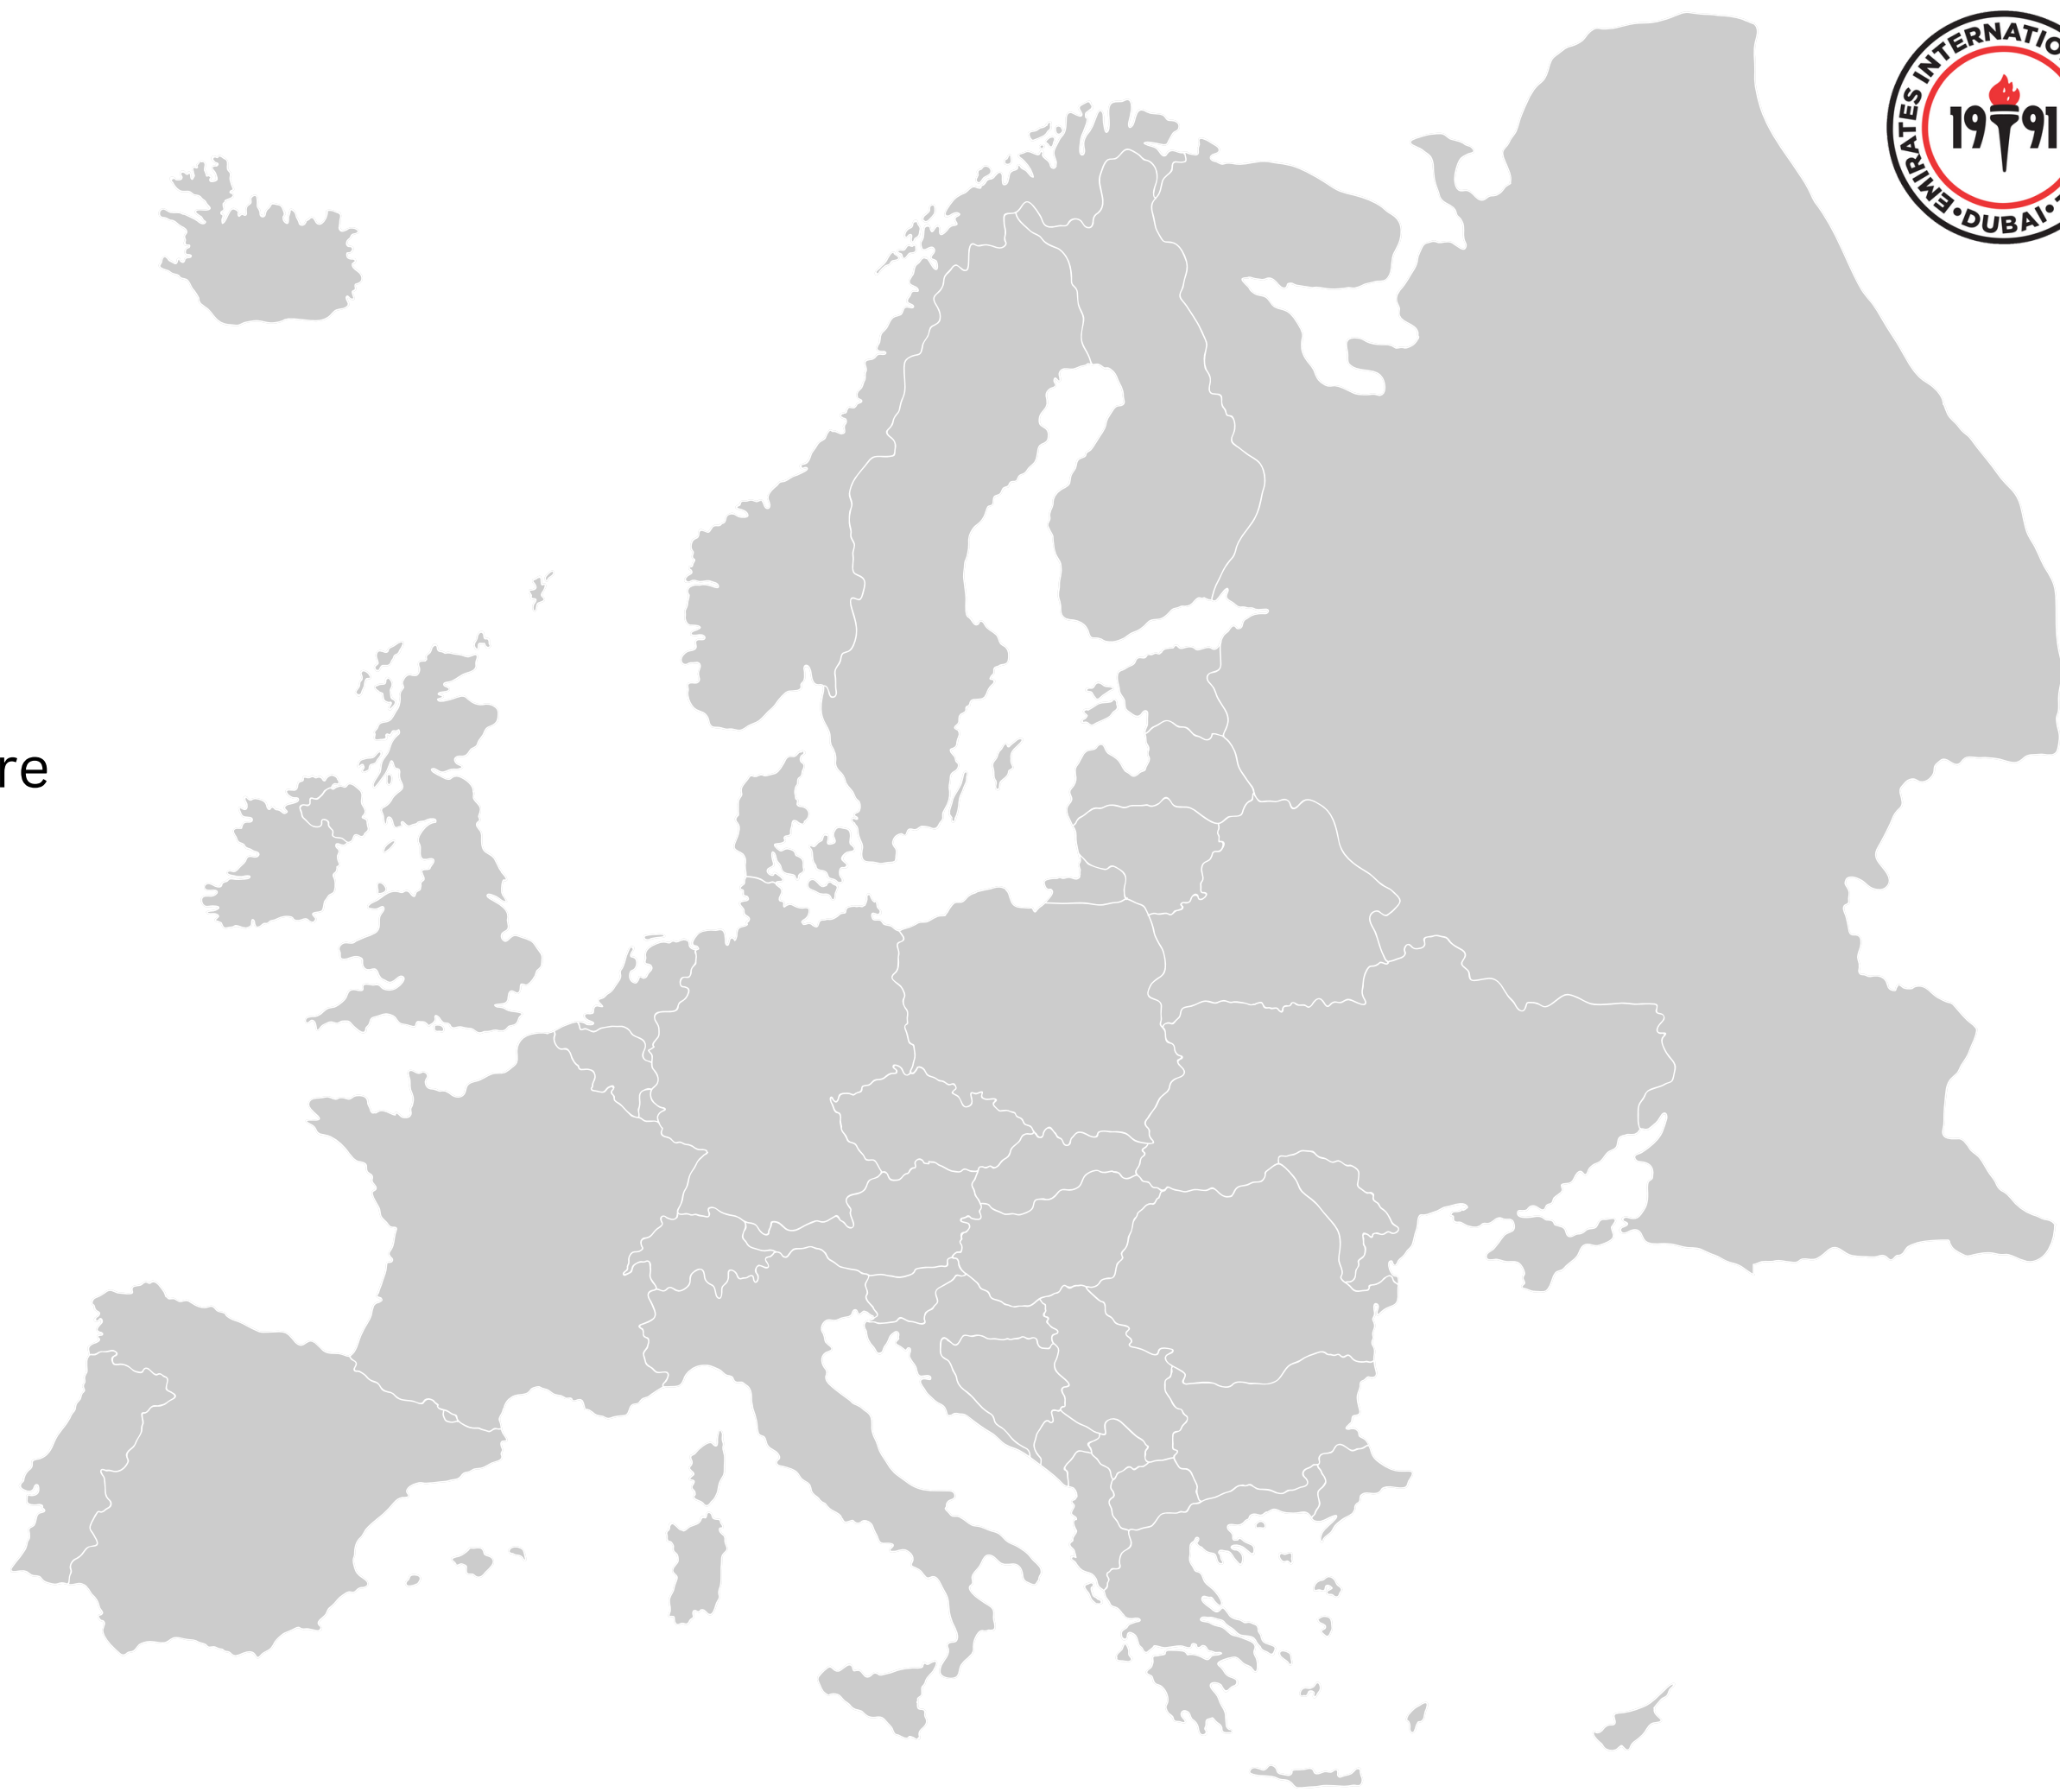 re
EMIRATES INTERNATIO
1991
DUBAI